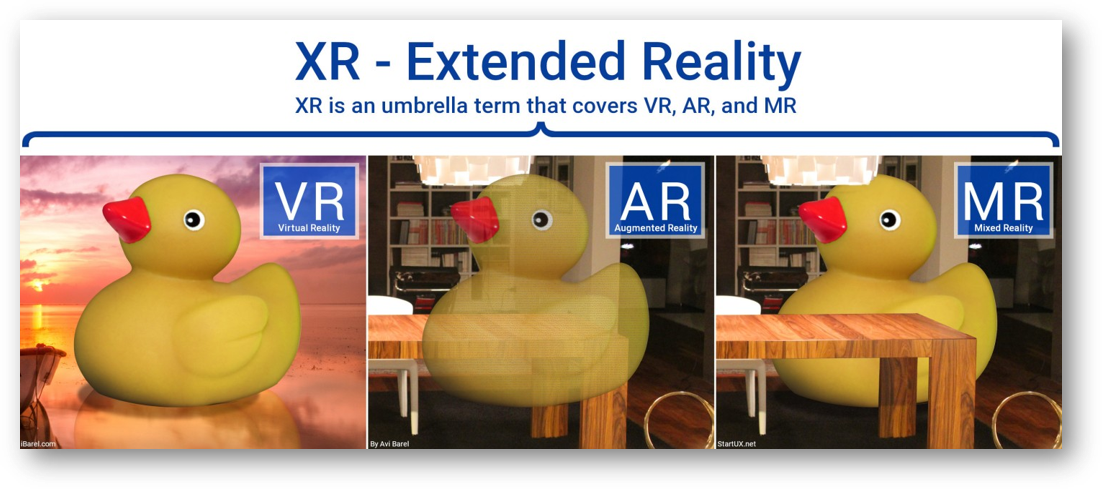 XR - Extended Reality
XR is an umbrella term that covers VR, AR, and MR
VR
Virtual Reality
AR
Augmented Reality
MR
Mixed Reality
iBarel.com
By Avi Barel
StartUX.net